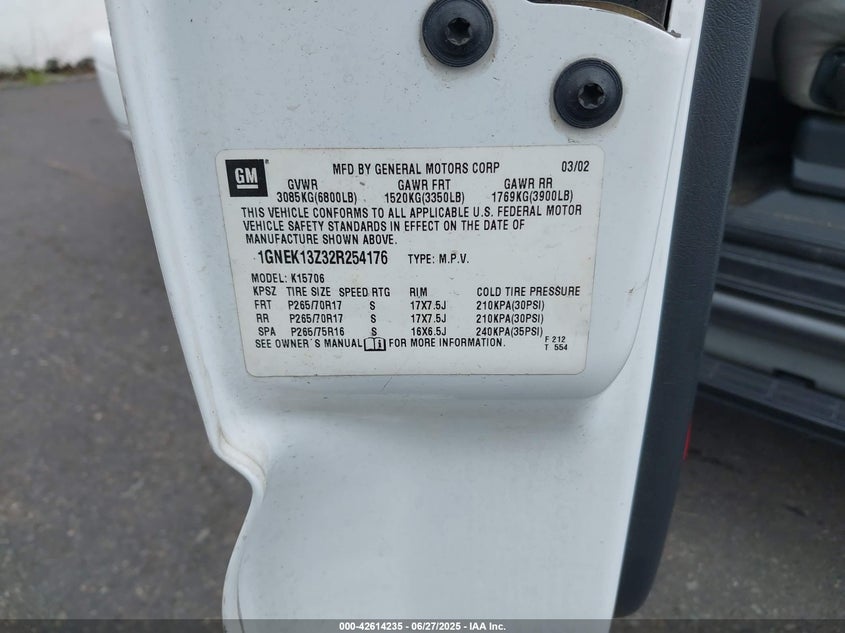 GM
MFD BY GENERAL MOTORS CORP 03/02
GVWR GAWR FRT GAWR RR
3085KG(6800LB) 1520KG(3350LB) 1769KG(3900LB)
THIS VEHICLE CONFORMS TO ALL APPLICABLE U.S. FEDERAL MOTOR
VEHICLE SAFETY STANDARDS IN EFFECT ON THE DATE OF
MANUFACTURE SHOWN ABOVE.
1GNEK13Z32R254176 TYPE: M.P.V.
MODEL: K15706
KPSZ TIRE SIZE SPEED RTG RIM COLD TIRE PRESSURE
FRT P265/70R17 S 17X7.5J 210KPA(30PSI)
RR P265/70R17 S 17X7.5J 210KPA(30PSI)
SPA P265/75R16 S 16X6.5J 240KPA(35PSI)
SEE OWNER'S MANUAL FOR MORE INFORMATION.
F 212
T 554
000-42614235 - 06/27/2025 - IAA Inc.